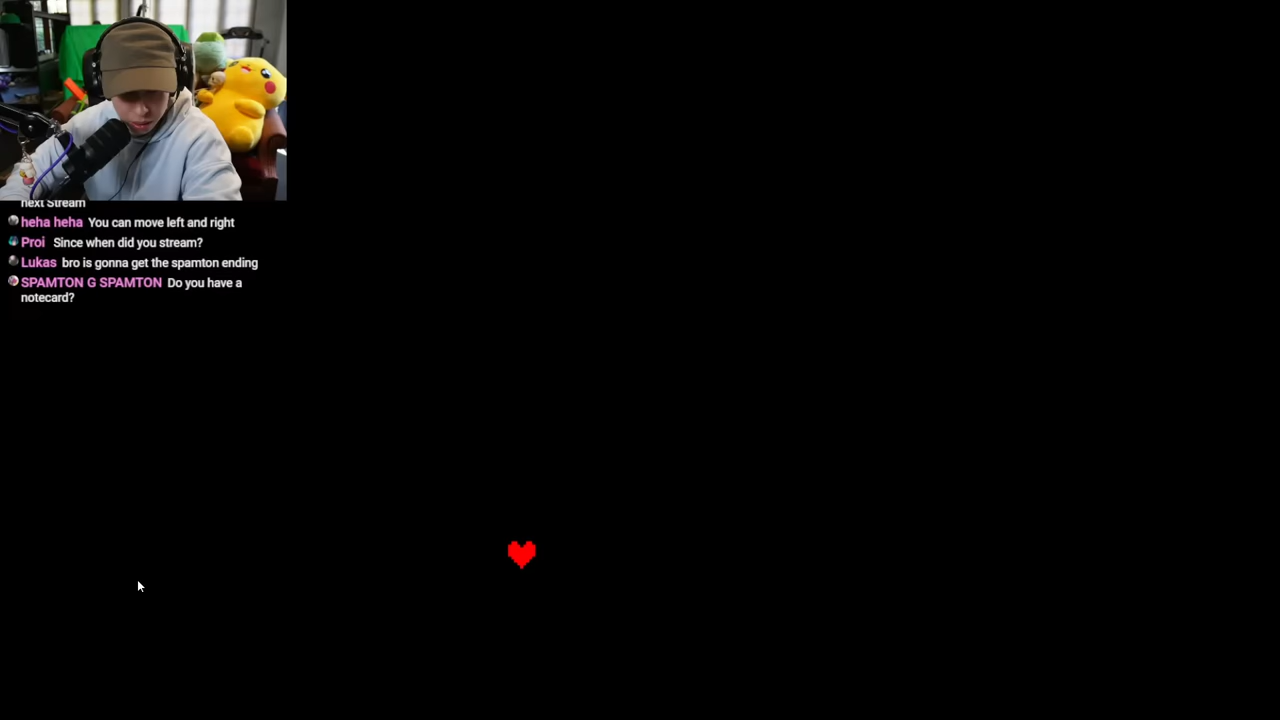 next Stream
heha heha You can move left and right
Proi Since when did you stream?
Lukas bro is gonna get the spamton ending
SPAMTON G SPAMTON Do you have a
notecard?